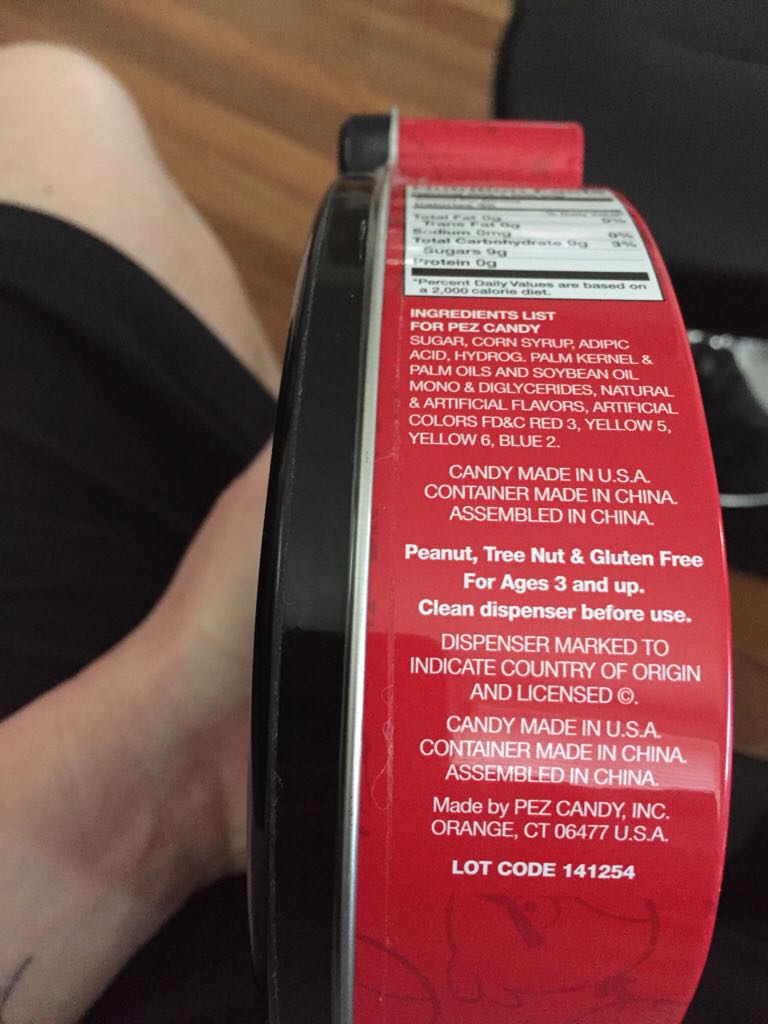 % Daily Value
Total Fat 0g 0%
Trans Fat 0g
Sodium 0mg 0%
Total Carbohydrate 9g 3%
Sugars 9g
Protein 0g
*Percent Daily Values are based on
a 2,000 calorie diet.
INGREDIENTS LIST
FOR PEZ CANDY
SUGAR, CORN SYRUP, ADIPIC
ACID, HYDROG. PALM KERNEL &
PALM OILS AND SOYBEAN OIL
MONO & DIGLYCERIDES, NATURAL
& ARTIFICIAL FLAVORS, ARTIFICIAL
COLORS FD&C RED 3, YELLOW 5,
YELLOW 6, BLUE 2.
CANDY MADE IN U.S.A.
CONTAINER MADE IN CHINA.
ASSEMBLED IN CHINA.
Peanut, Tree Nut & Gluten Free
For Ages 3 and up.
Clean dispenser before use.
DISPENSER MARKED TO
INDICATE COUNTRY OF ORIGIN
AND LICENSED ©.
CANDY MADE IN U.S.A.
CONTAINER MADE IN CHINA.
ASSEMBLED IN CHINA.
Made by PEZ CANDY, INC.
ORANGE, CT 06477 U.S.A.
LOT CODE 141254